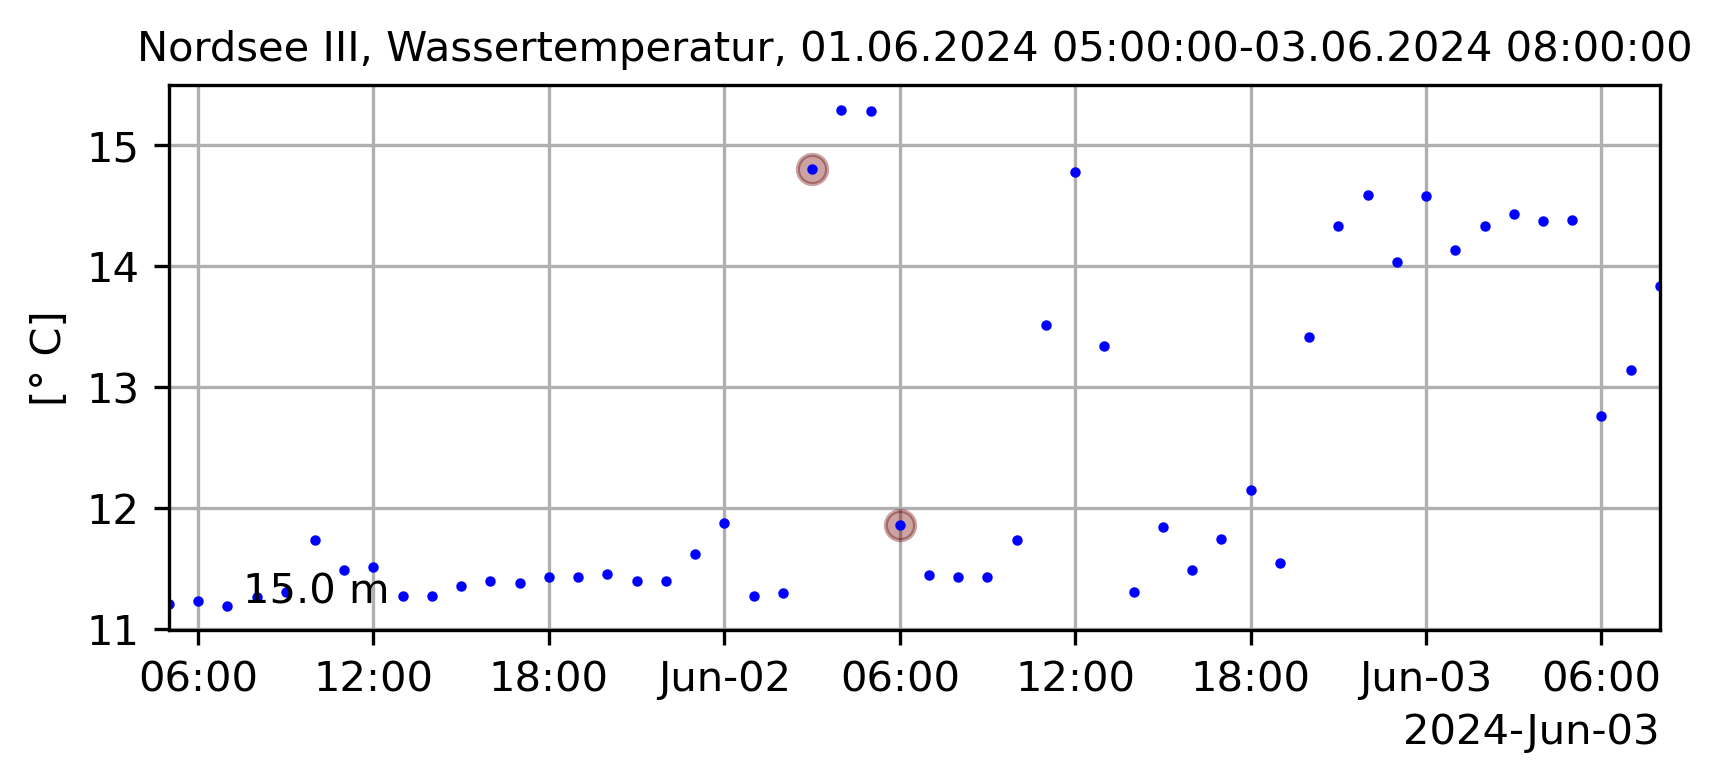 Nordsee III, Wassertemperatur, 01.06.2024 05:00:00-03.06.2024 08:00:00
[° C]
15
14
13
12
11
15.0 m
06:00 12:00 18:00 Jun-02 06:00 12:00 18:00 Jun-03 06:00
2024-Jun-03